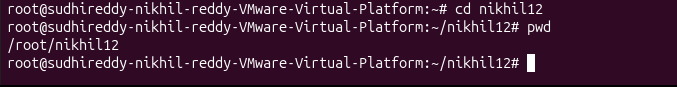 root@sudhireddy-nikhil-reddy-VMware-Virtual-Platform:~# cd nikhil12
root@sudhireddy-nikhil-reddy-VMware-Virtual-Platform:~/nikhil12# pwd
/root/nikhil12
root@sudhireddy-nikhil-reddy-VMware-Virtual-Platform:~/nikhil12#